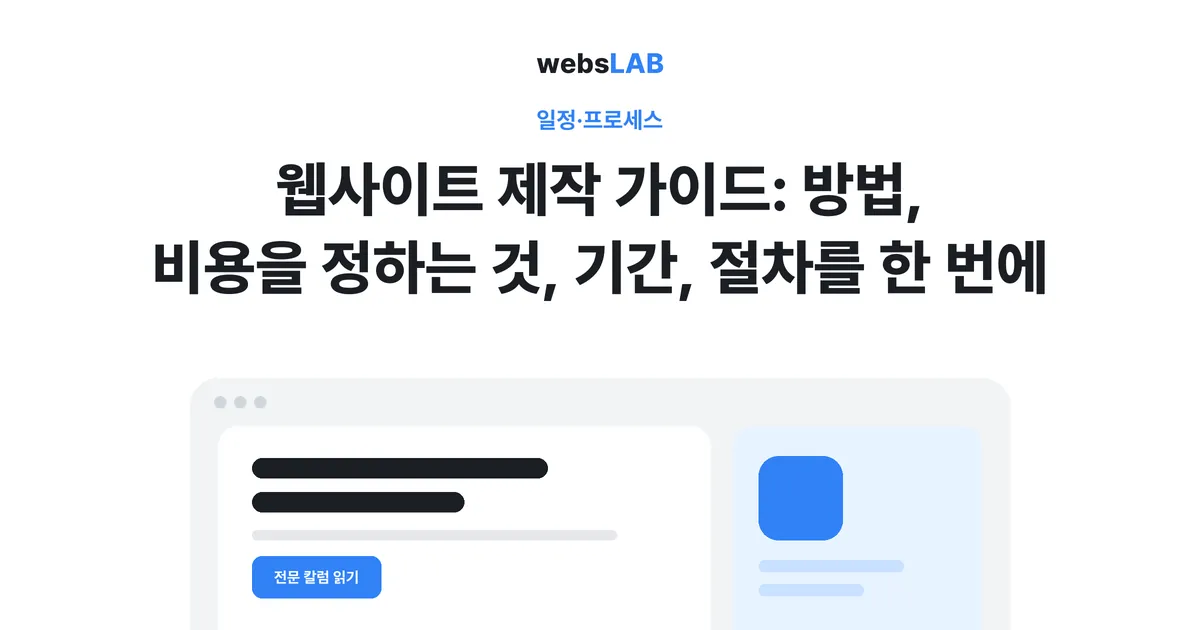 websLAB
일정·프로세스
웹사이트 제작 가이드: 방법,
비용을 정하는 것, 기간, 절차를 한 번에
전문 칼럼 읽기